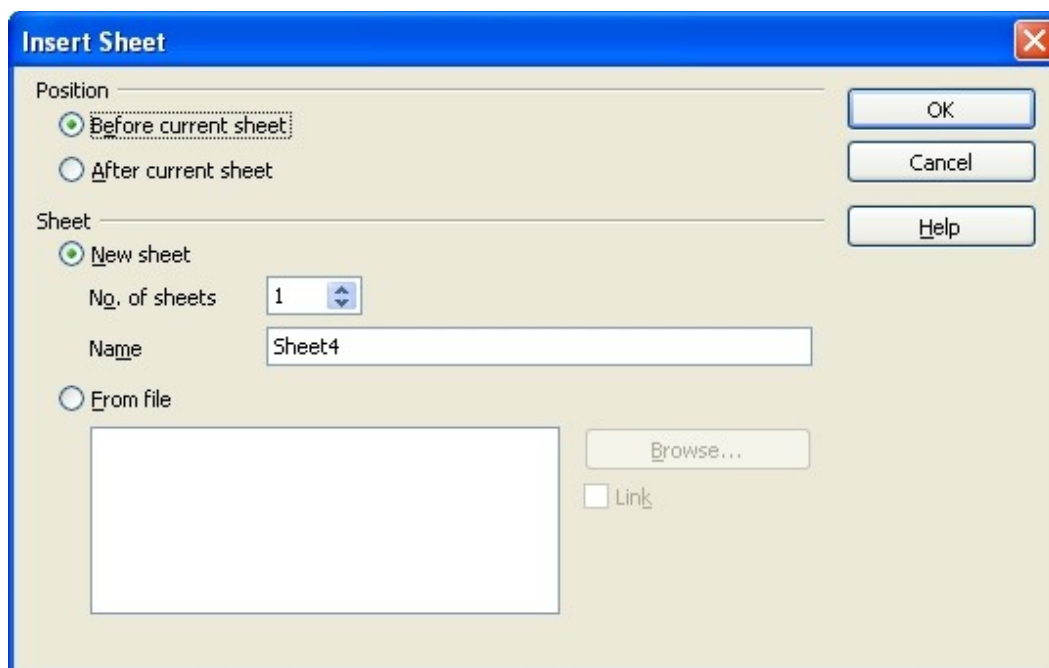 Insert Sheet
Position
Before current sheet
After current sheet
OK
Cancel
Help
Sheet
New sheet
No. of sheets 1
Name Sheet4
From file
Browse...
Link